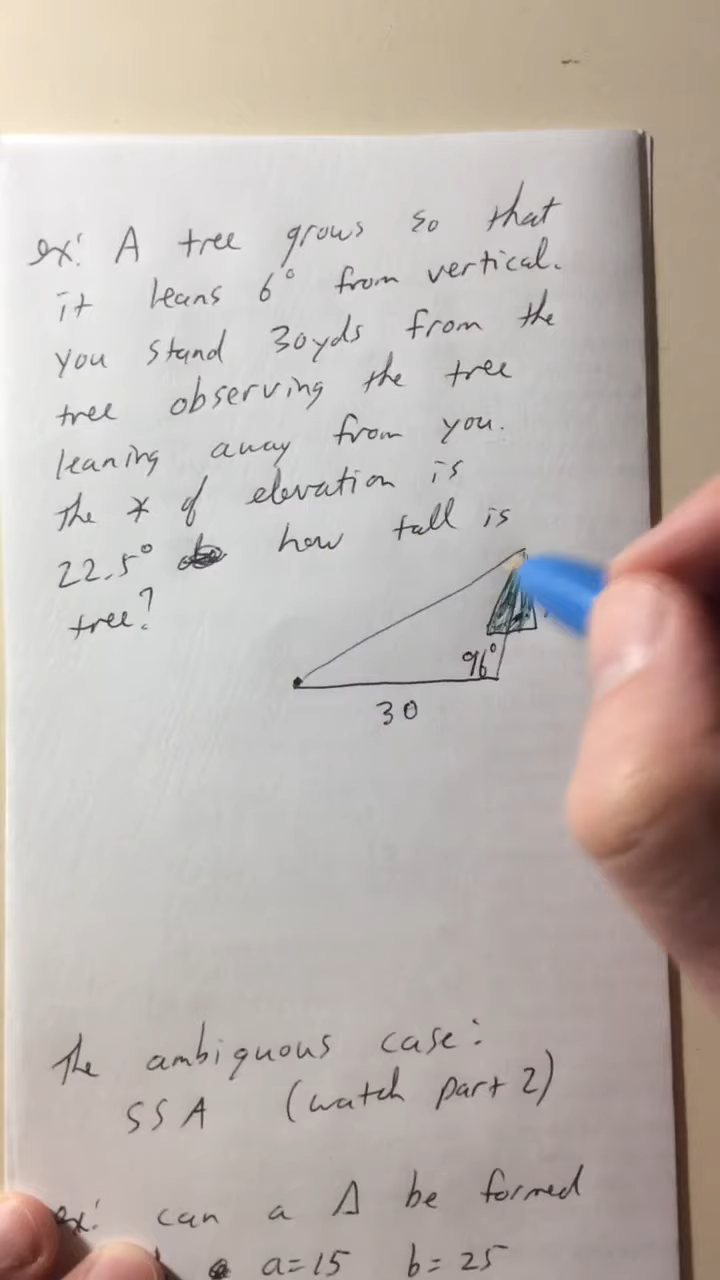 ex: A tree grows so that
it leans 6° from vertical.
you stand 30yds from the
tree observing the tree
leaning away from you.
the ∡ of elevation is
22.5° how tall is
tree?
96°
30
The ambiguous case:
SSA (watch part 2)
ex: can a Δ be formed
a=15 b=25